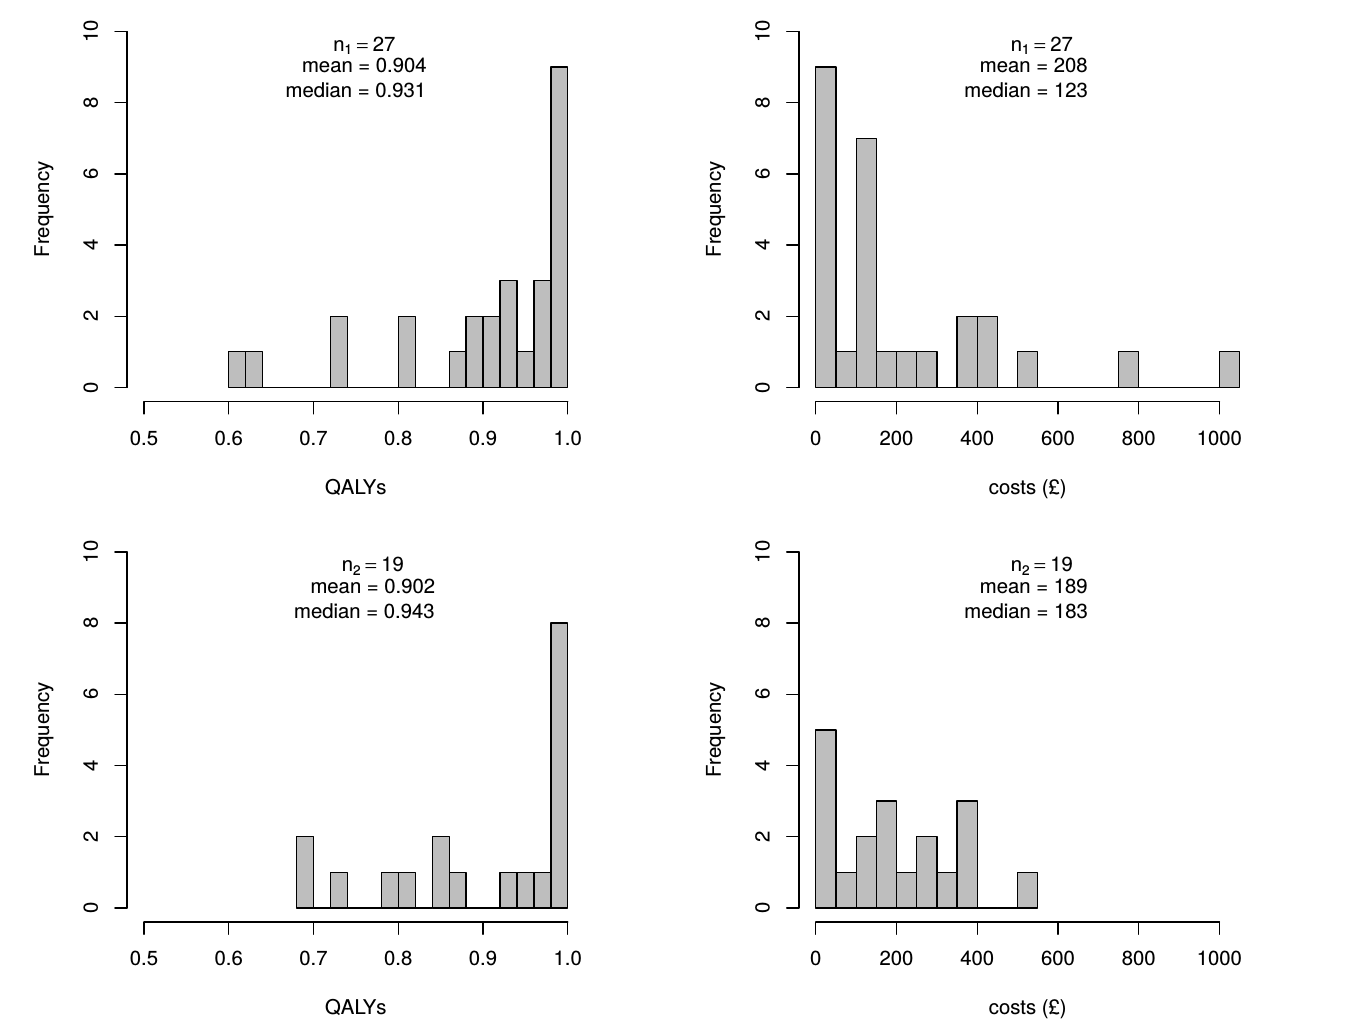 n₁ = 27
mean = 0.904
median = 0.931
Frequency
0 2 4 6 8 10
0.5 0.6 0.7 0.8 0.9 1.0
QALYs
n₁ = 27
mean = 208
median = 123
Frequency
0 2 4 6 8 10
0 200 400 600 800 1000
costs (£)
n₂ = 19
mean = 0.902
median = 0.943
Frequency
0 2 4 6 8 10
0.5 0.6 0.7 0.8 0.9 1.0
QALYs
n₂ = 19
mean = 189
median = 183
Frequency
0 2 4 6 8 10
0 200 400 600 800 1000
costs (£)